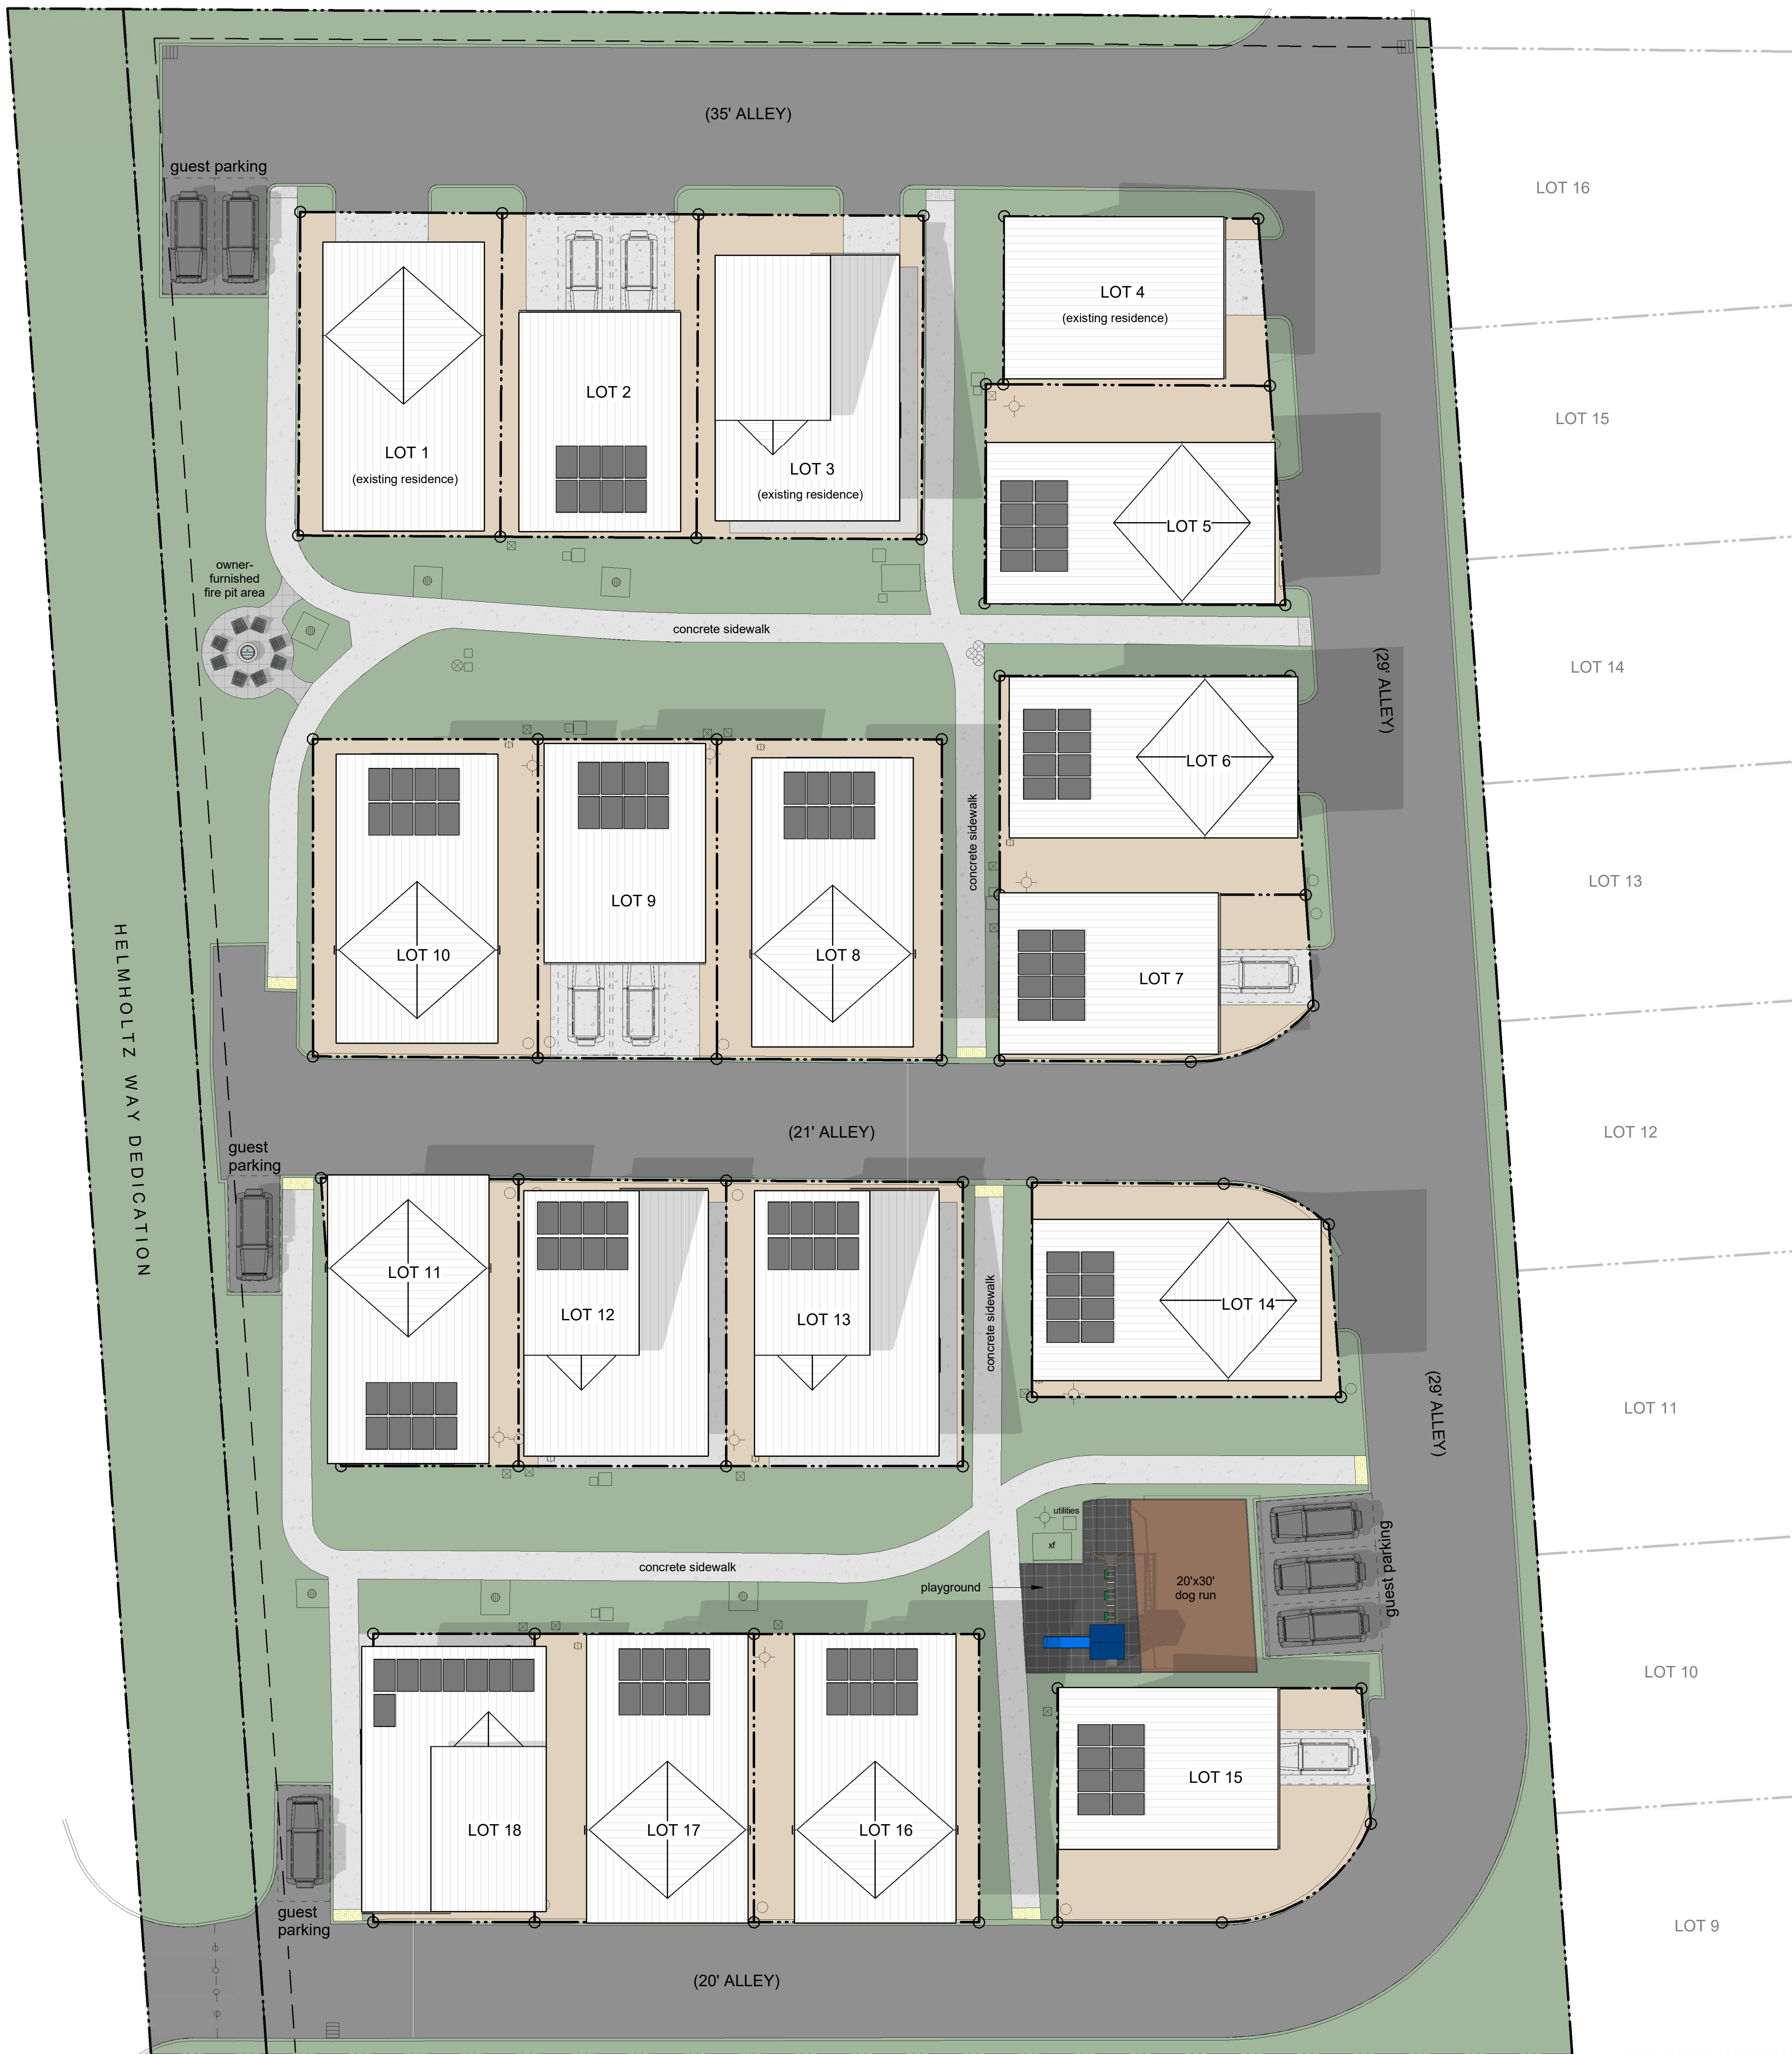 (35' ALLEY)
guest parking
LOT 16
LOT 4
(existing residence)
LOT 2
LOT 1
(existing residence)
LOT 3
(existing residence)
LOT 15
LOT 5
owner-
furnished
fire pit area
concrete sidewalk
(29' ALLEY)
LOT 14
LOT 6
concrete sidewalk
LOT 13
LOT 9
LOT 10
LOT 8
LOT 7
HELMHOLTZ WAY DEDICATION
(21' ALLEY)
LOT 12
guest
parking
LOT 11
LOT 12
LOT 13
concrete sidewalk
LOT 14
(29' ALLEY)
LOT 11
utilities
xf
guest parking
concrete sidewalk
playground
20'x30'
dog run
LOT 10
LOT 15
LOT 18
LOT 17
LOT 16
guest
parking
LOT 9
(20' ALLEY)